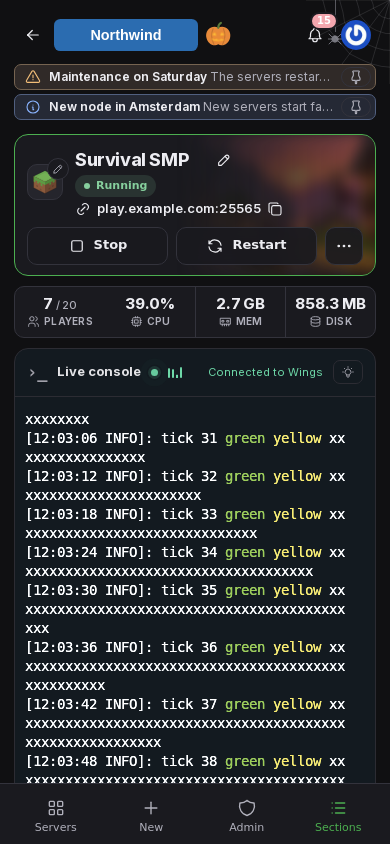 Northwind
15
Maintenance on Saturday The servers restar...
New node in Amsterdam New servers start fa...
Survival SMP
Running
play.example.com:25565
Stop
Restart
7 / 20
PLAYERS
39.0%
CPU
2.7 GB
MEM
858.3 MB
DISK
Live console
Connected to Wings
xxxxxxxx
[12:03:06 INFO]: tick 31 green yellow xx
xxxxxxxxxxxxxxx
[12:03:12 INFO]: tick 32 green yellow xx
xxxxxxxxxxxxxxxxxxxxxx
[12:03:18 INFO]: tick 33 green yellow xx
xxxxxxxxxxxxxxxxxxxxxxxxxxxxx
[12:03:24 INFO]: tick 34 green yellow xx
xxxxxxxxxxxxxxxxxxxxxxxxxxxxxxxxxxxx
[12:03:30 INFO]: tick 35 green yellow xx
xxxxxxxxxxxxxxxxxxxxxxxxxxxxxxxxxxxxxxxx
xxx
[12:03:36 INFO]: tick 36 green yellow xx
xxxxxxxxxxxxxxxxxxxxxxxxxxxxxxxxxxxxxxxx
xxxxxxxxxx
[12:03:42 INFO]: tick 37 green yellow xx
xxxxxxxxxxxxxxxxxxxxxxxxxxxxxxxxxxxxxxxx
xxxxxxxxxxxxxxxxx
[12:03:48 INFO]: tick 38 green yellow xx
xxxxxxxxxxxxxxxxxxxxxxxxxxxxxxxxxxxxxxxx
Servers
New
Admin
Sections